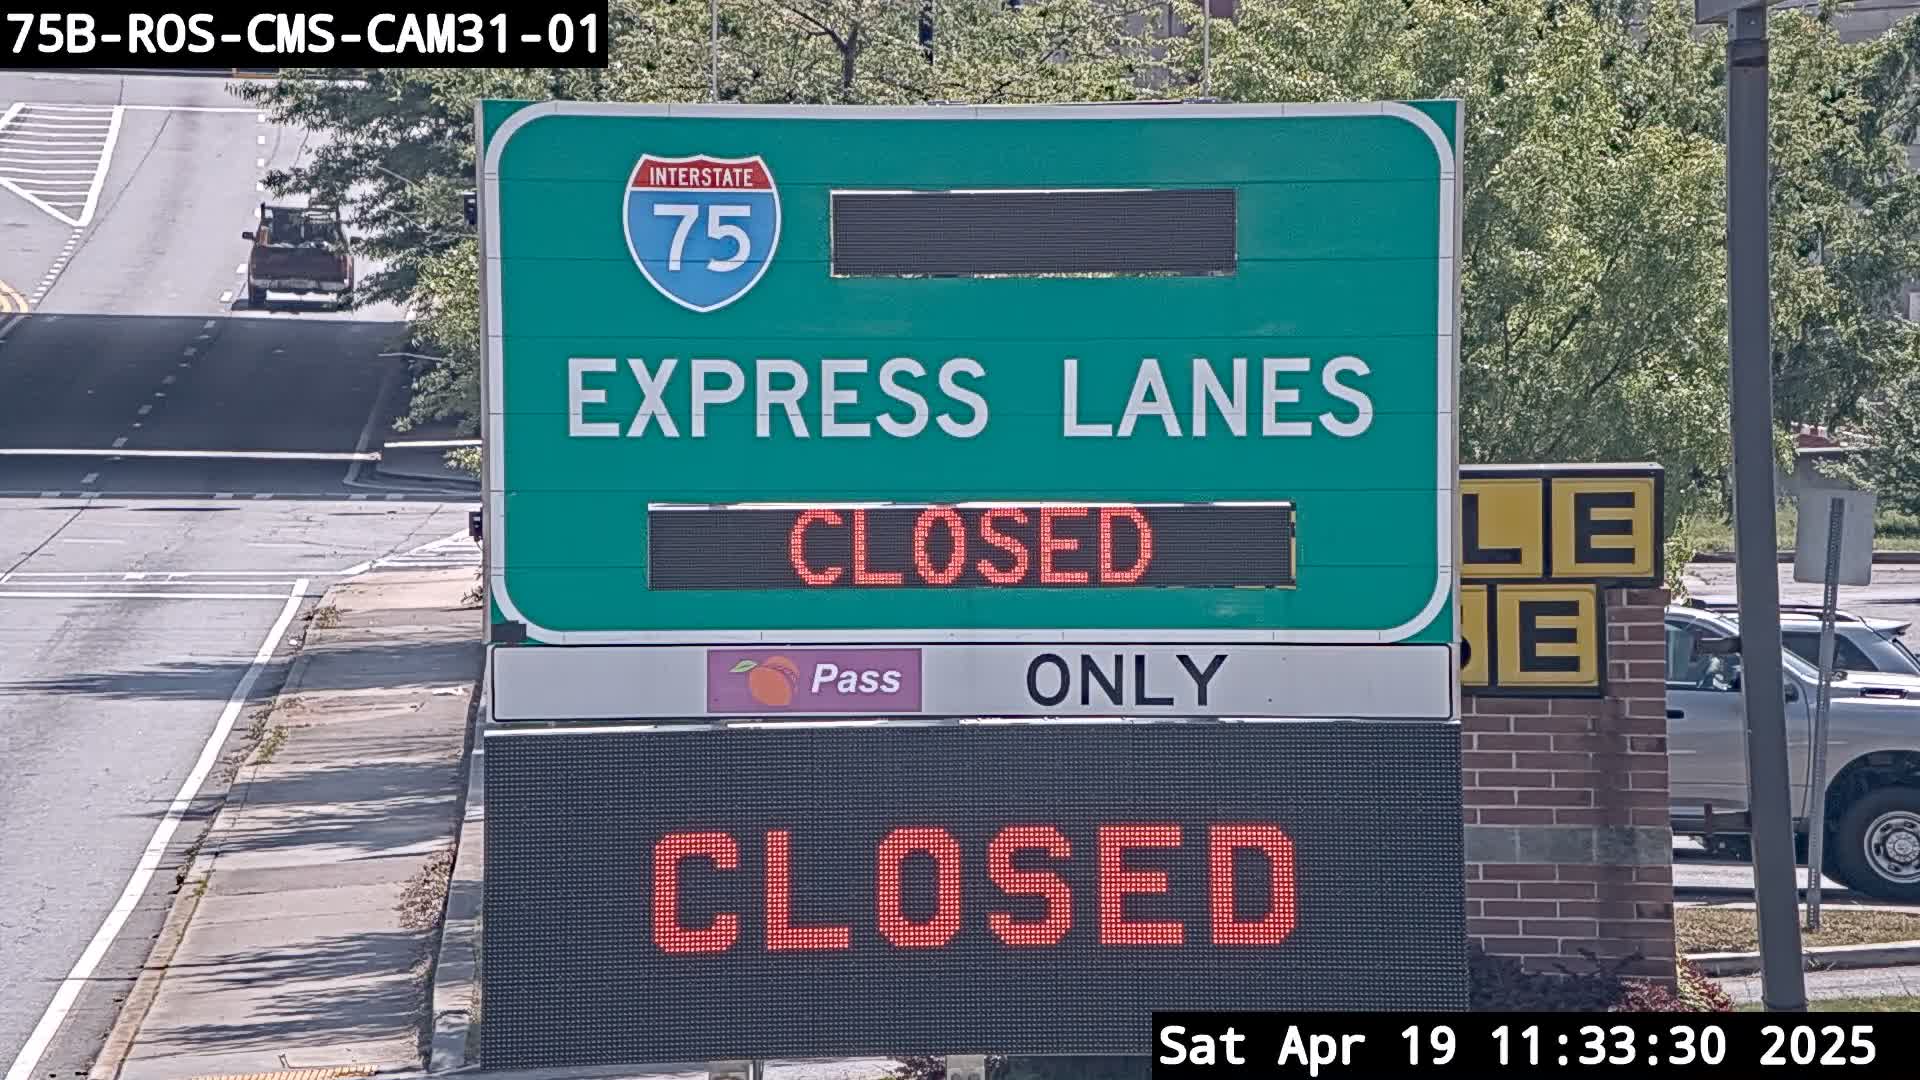 75B-ROS-CMS-CAM31-01
INTERSTATE
75
EXPRESS LANES
CLOSED
LE
E
Pass ONLY
CLOSED
Sat Apr 19 11:33:30 2025